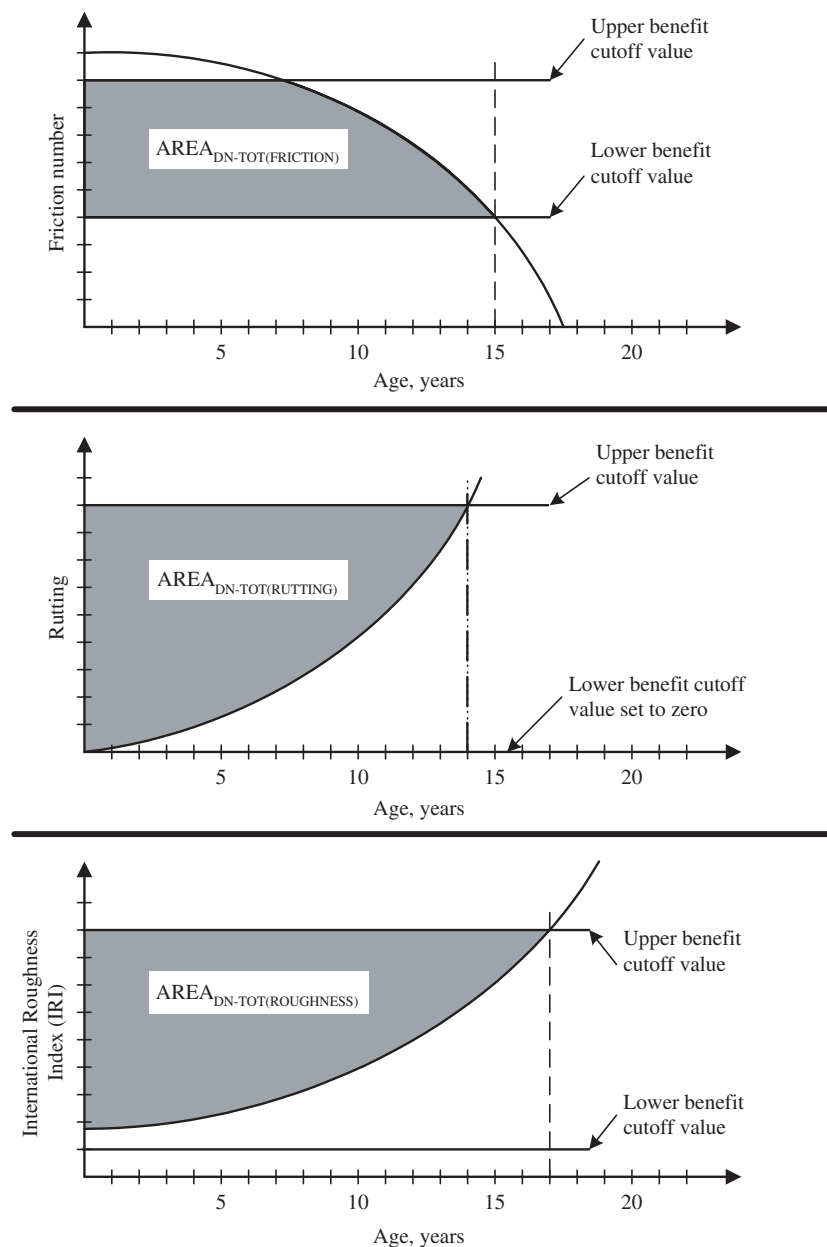 Upper benefit
cutoff value
AREA_DN-TOT(FRICTION)
Lower benefit
cutoff value
Friction number
5 10 15 20
Age, years
Upper benefit
cutoff value
AREA_DN-TOT(RUTTING)
Rutting
Lower benefit cutoff
value set to zero
5 10 15 20
Age, years
Upper benefit
cutoff value
AREA_DN-TOT(ROUGHNESS)
International Roughness
Index (IRI)
Lower benefit
cutoff value
5 10 15 20
Age, years